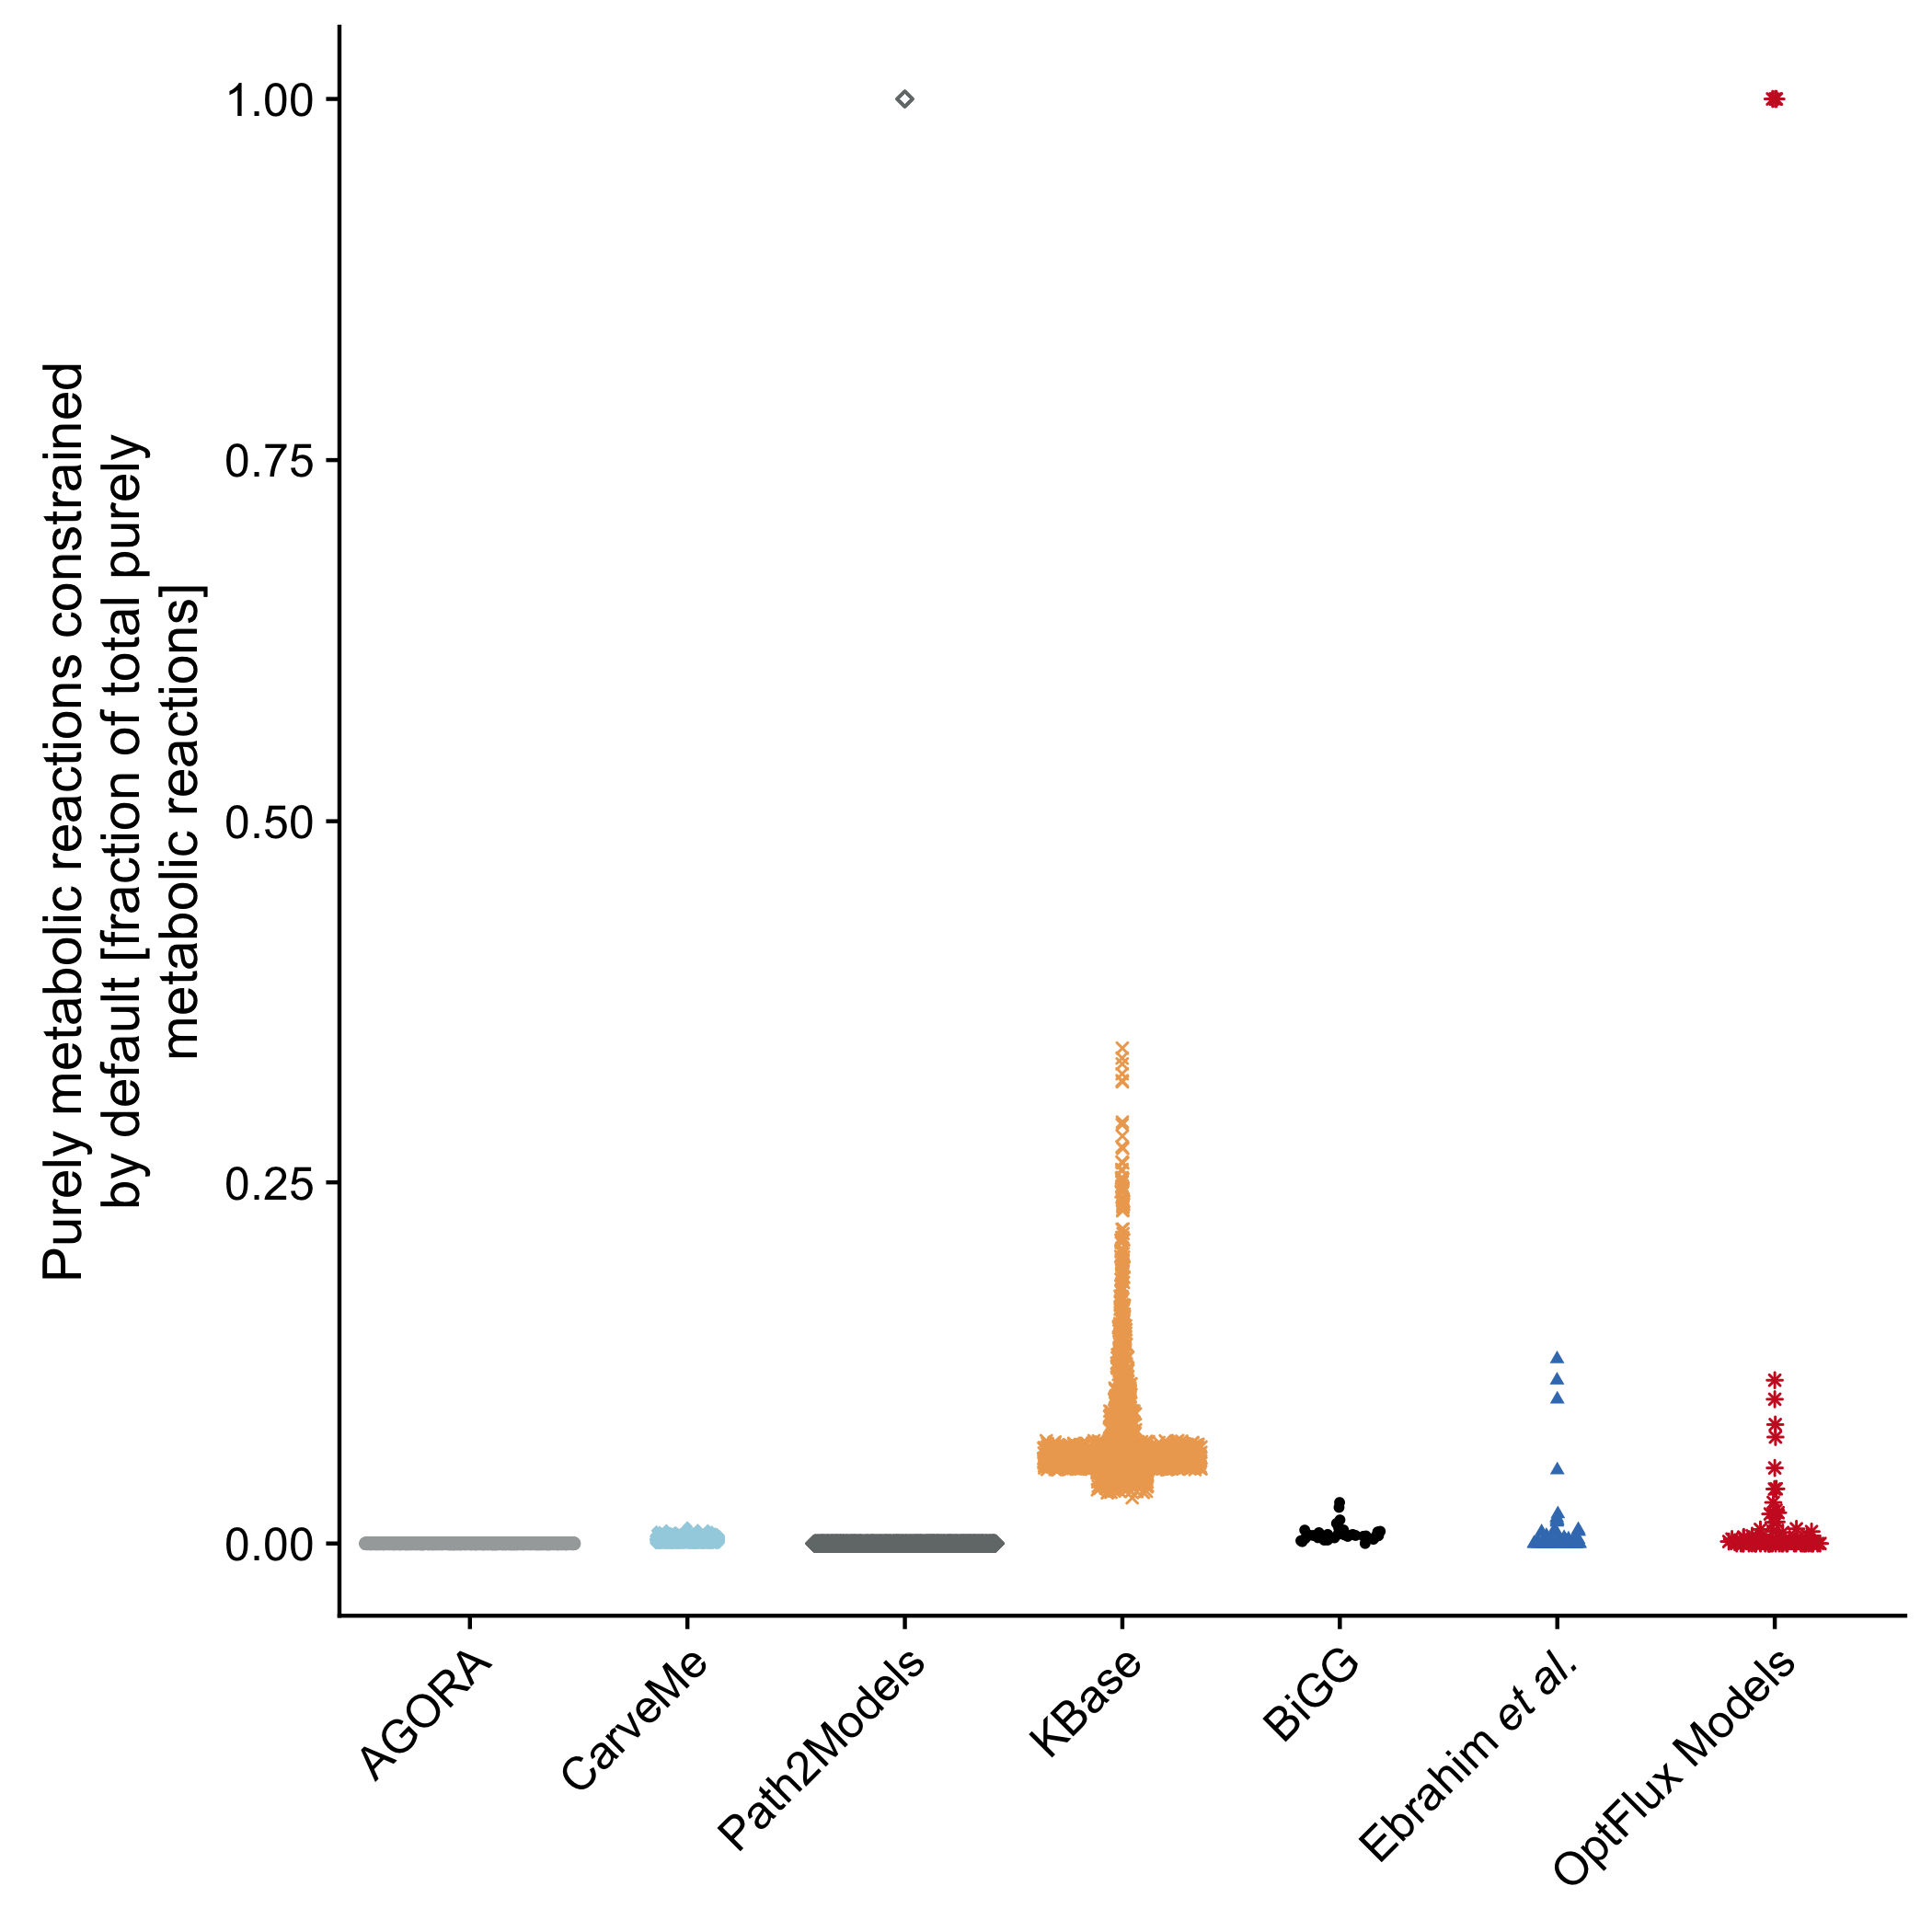 Purely metabolic reactions constrained
by default [fraction of total purely
metabolic reactions]
1.00
0.75
0.50
0.25
0.00
AGORA
CarveMe
Path2Models
KBase
BiGG
Ebrahim et al.
OptFlux Models